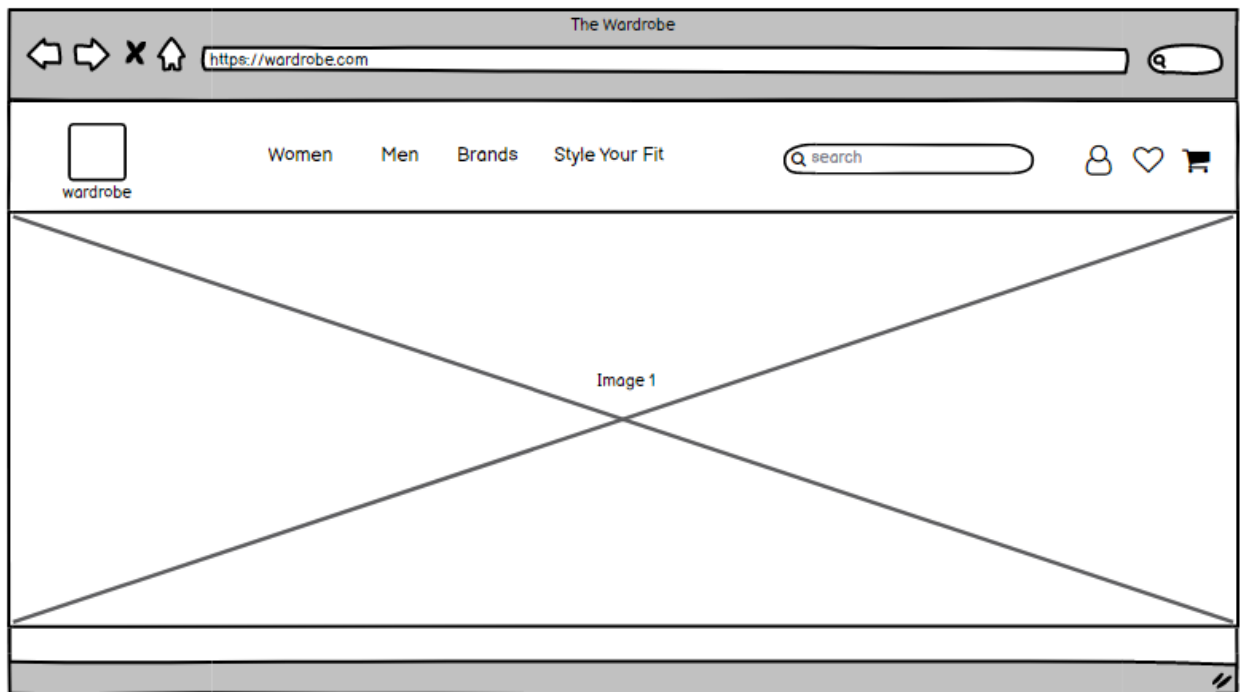 The Wardrobe
https://wardrobe.com
Women Men Brands Style Your Fit search
wardrobe
Image 1